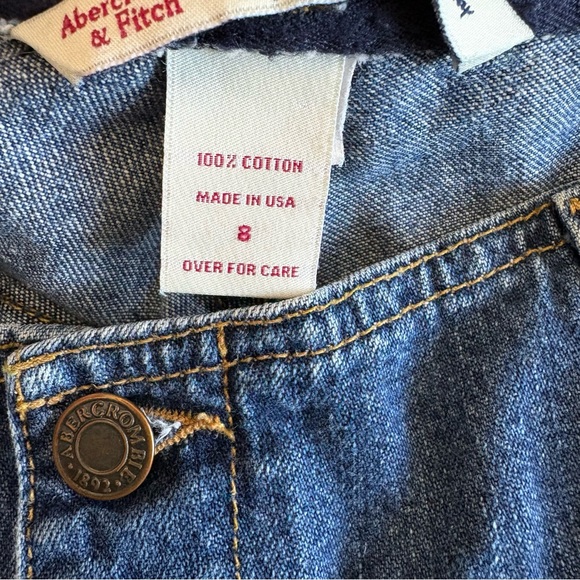 & Fitch
100% COTTON
MADE IN USA
8
OVER FOR CARE
ABERCROMBIE
·1892·